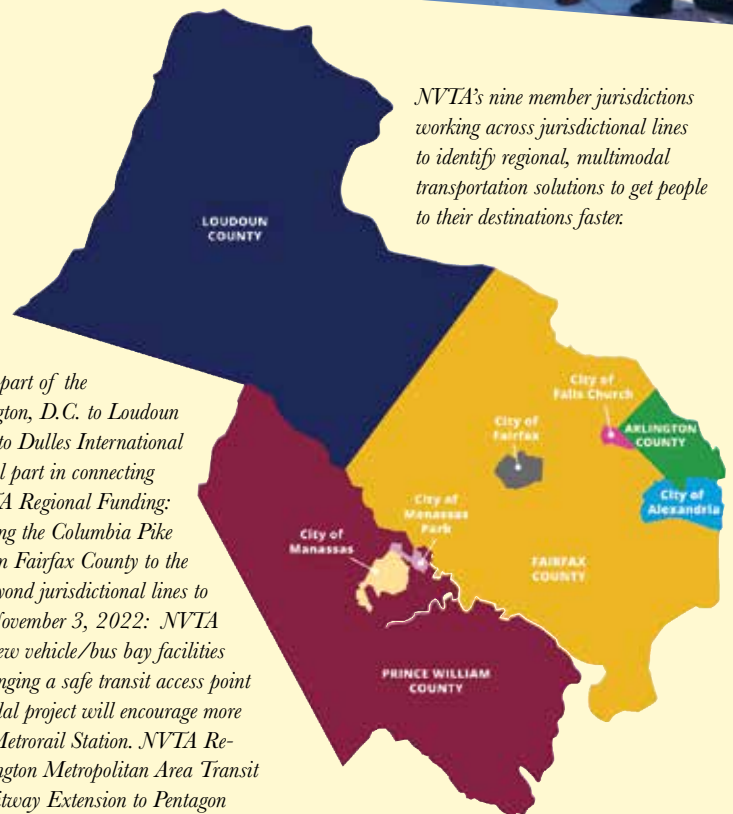 NVTA's nine member jurisdictions
working across jurisdictional lines
to identify regional, multimodal
transportation solutions to get people
to their destinations faster.
LOUDOUN
COUNTY
City of
Falls Church
City of
Fairfax
ARLINGTON
COUNTY
City of
Alexandria
City of
Manassas
Park
City of
Manassas
FAIRFAX
COUNTY
PRINCE WILLIAM
COUNTY
part of the
gton, D.C. to Loudoun
to Dulles International
l part in connecting
TA Regional Funding:
ng the Columbia Pike
n Fairfax County to the
yond jurisdictional lines to
November 3, 2022: NVTA
ew vehicle/bus bay facilities
nging a safe transit access point
dal project will encourage more
Metrorail Station. NVTA Re-
ngton Metropolitan Area Transit
itway Extension to Pentagon